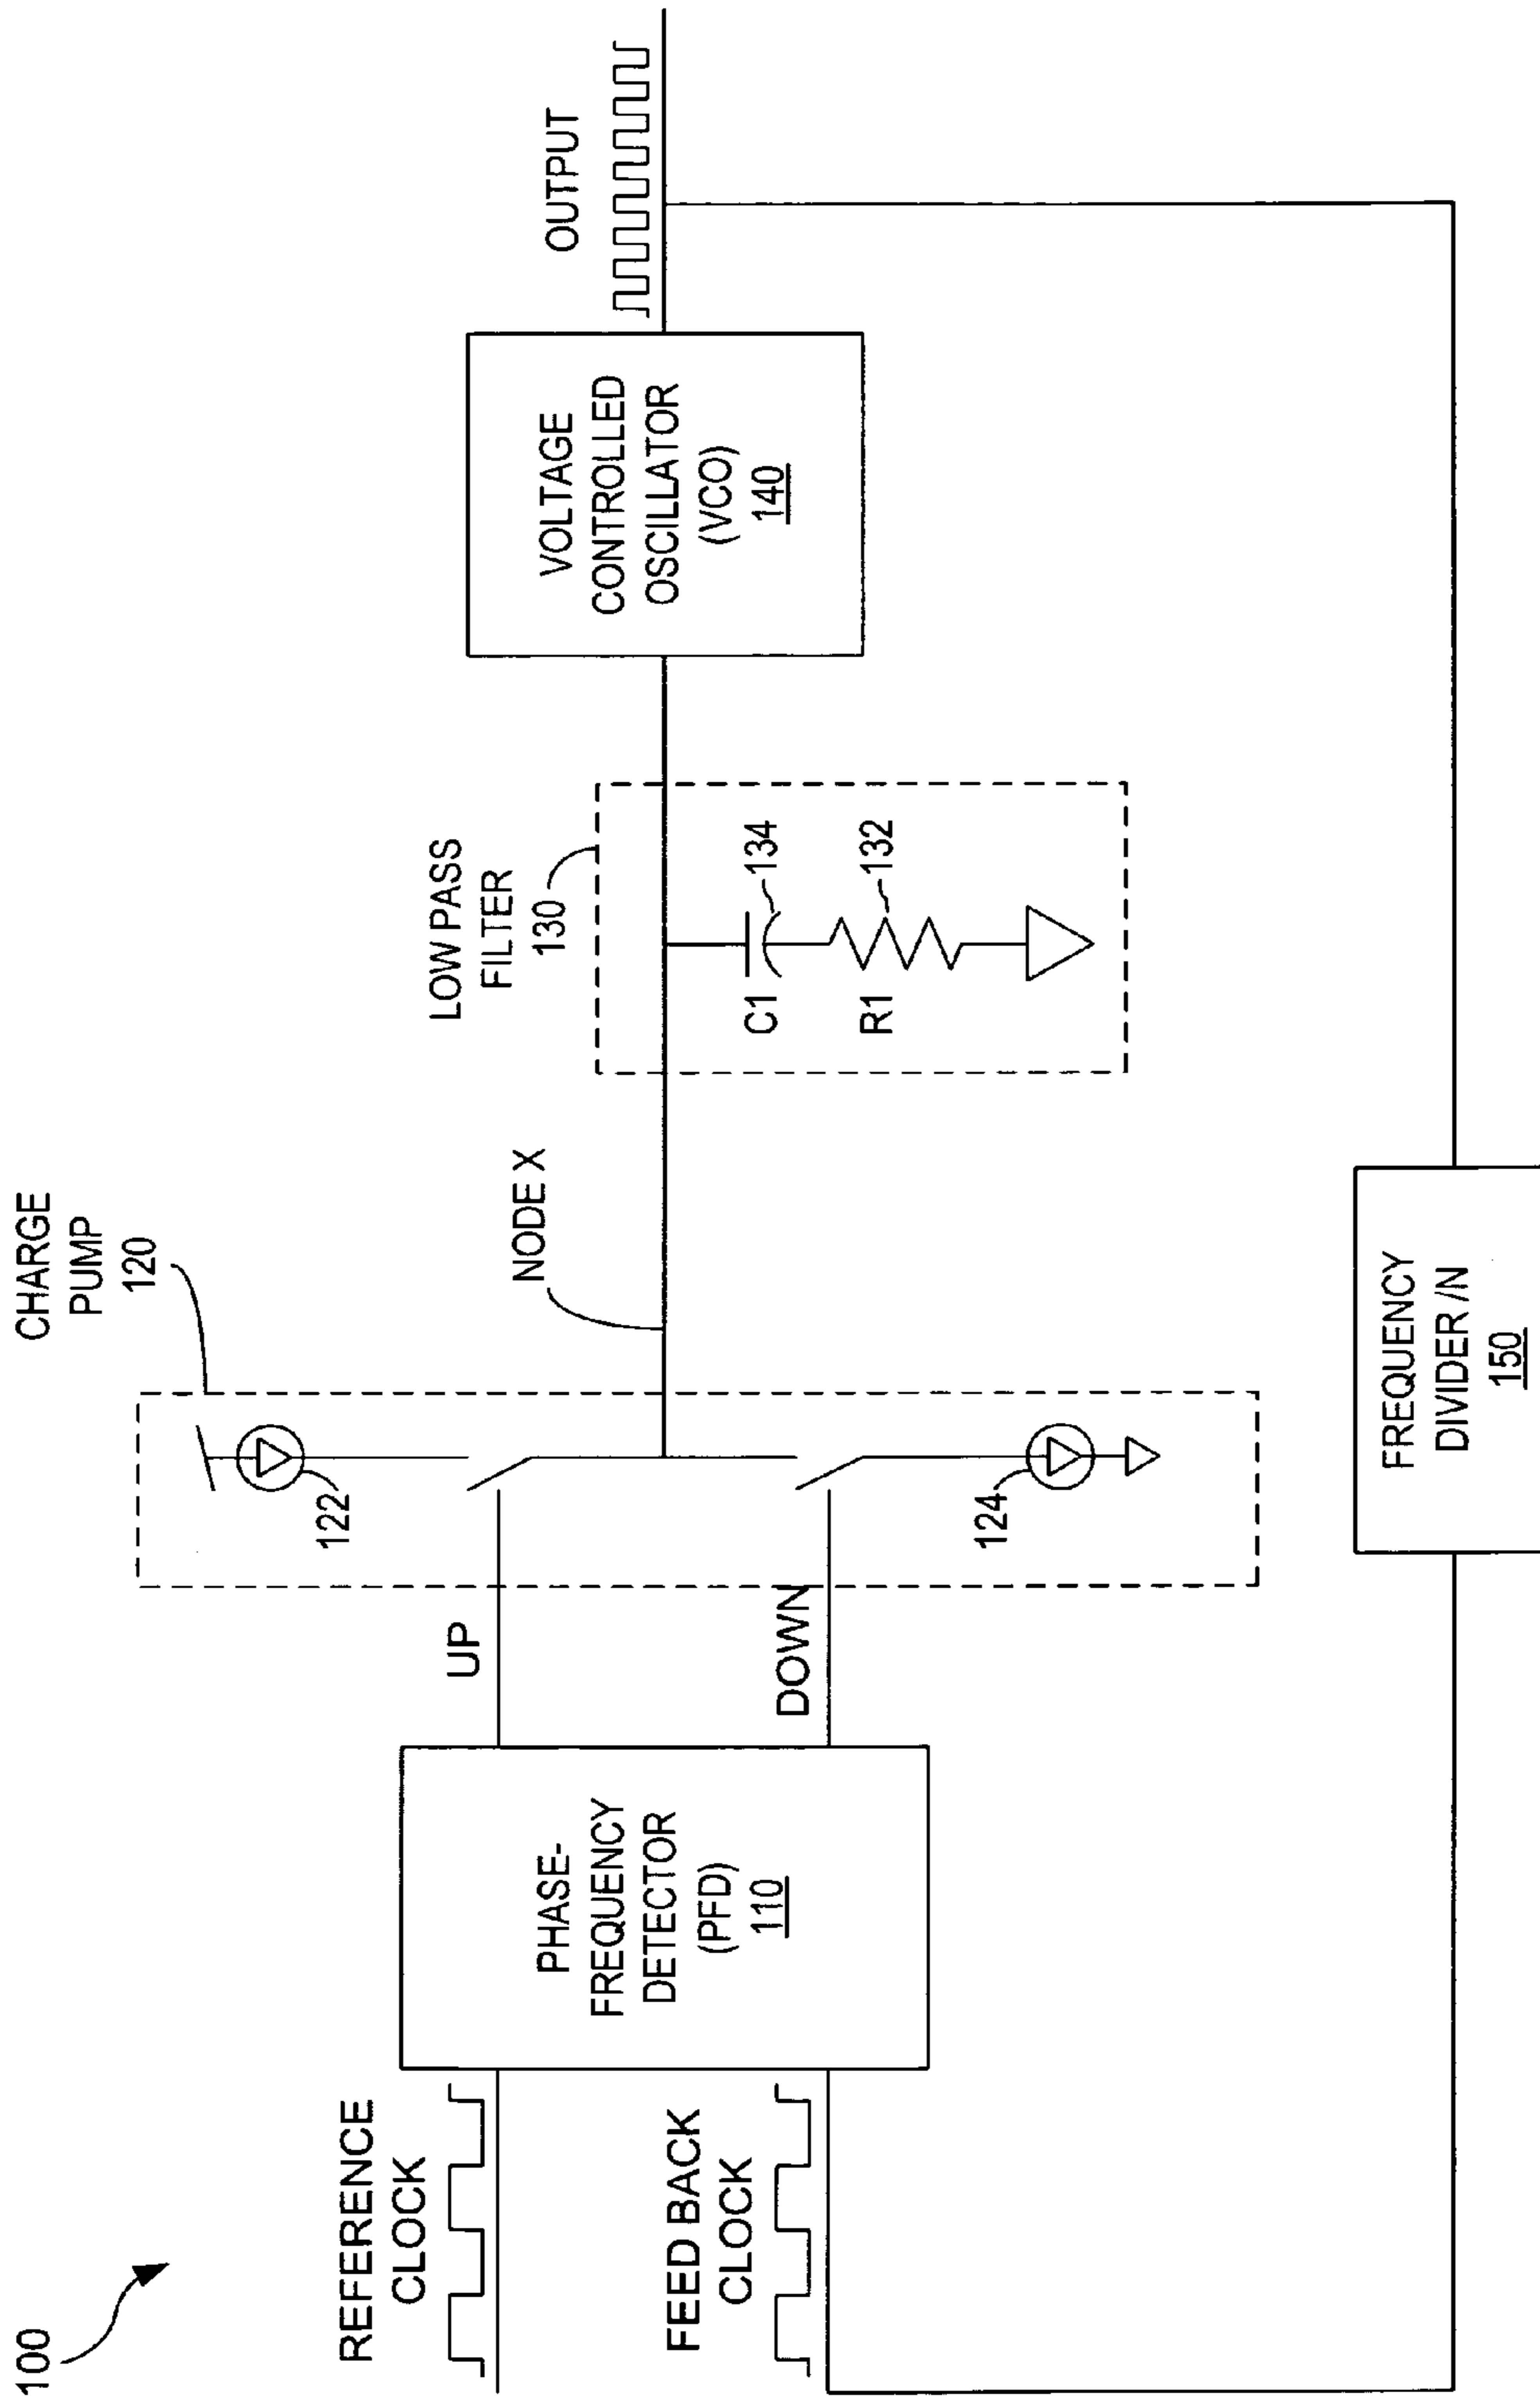 100
REFERENCE
CLOCK
FEED BACK
CLOCK
PHASE-
FREQUENCY
DETECTOR
(PFD)
110
UP
DOWN
CHARGE
PUMP
120
122
124
NODE X
LOW PASS
FILTER
130
C1
134
R1
132
VOLTAGE
CONTROLLED
OSCILLATOR
(VCO)
140
OUTPUT
FREQUENCY
DIVIDER /N
150